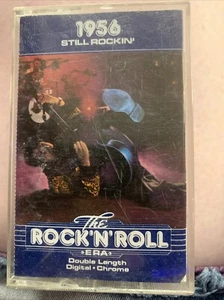 1956
STILL ROCKIN'
The
ROCK'N'ROLL
•ERA•
Double Length
Digital • Chrome